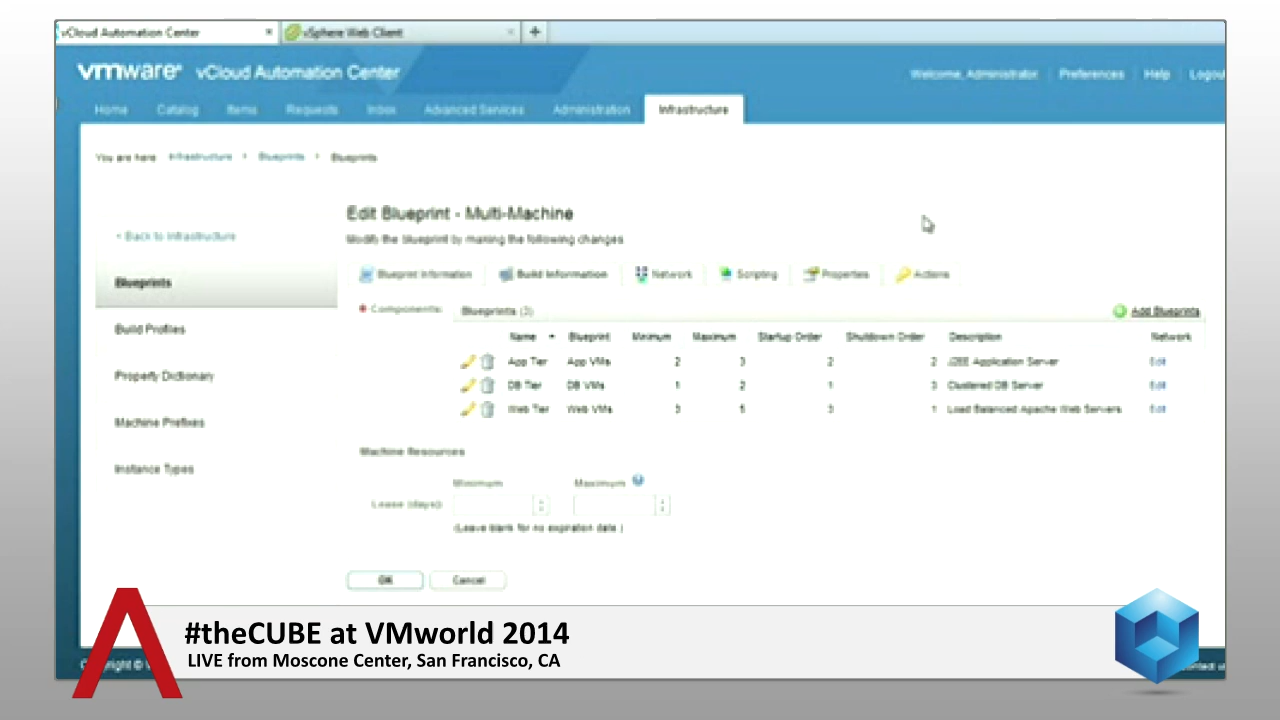 vCloud Automation Center × vSphere Web Client × +
vmware vCloud Automation Center
Welcome, Administrator Preferences Help Logou
Home Catalog Items Requests Inbox Advanced Services Administration Infrastructure
You are here: Infrastructure > Blueprints > Blueprints
Edit Blueprint - Multi-Machine
Modify the blueprint by making the following changes
< Back to Infrastructure
Blueprint Information Build Information Network Scripting Properties Actions
Blueprints
Components: Blueprints (3) Add Blueprints
Build Profiles
Name Blueprint Minimum Maximum Startup Order Shutdown Order Description Network
App Tier App VMs 2 3 2 2 J2EE Application Server Edit
Property Dictionary
DB Tier DB VMs 1 2 1 3 Clustered DB Server Edit
Web Tier Web VMs 3 1 Load Balanced Apache Web Servers Edit
Machine Prefixes
Machine Resources
Instance Types
Minimum Maximum
Lease (days):
(Leave blank for no expiration date.)
OK Cancel
#theCUBE at VMworld 2014
LIVE from Moscone Center, San Francisco, CA